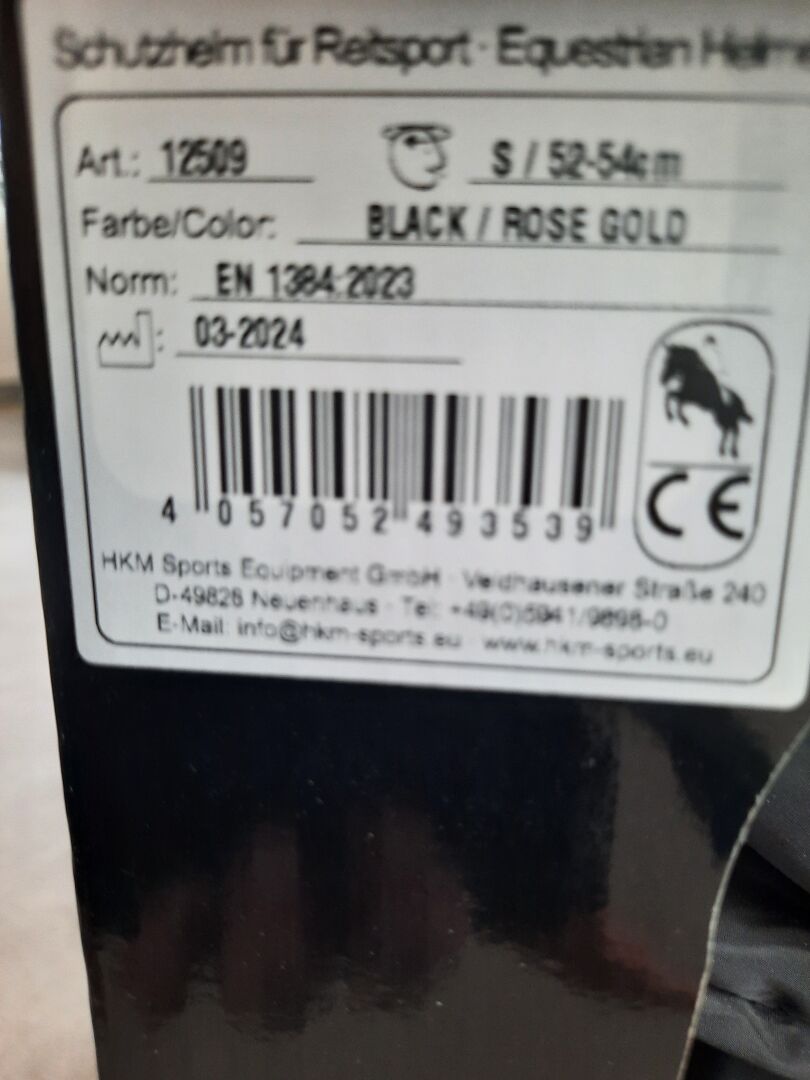 Schutzhelm für Reitsport · Equestrian Helme
Art.: 12509 S / 52-54cm
Farbe/Color: BLACK / ROSE GOLD
Norm: EN 1384:2023
: 03-2024
CE
4 057052 493539
HKM Sports Equipment GmbH · Veldhausener Straße 240
D-49828 Neuenhaus · Tel: +49(0)5941/9898-0
E-Mail: info@hkm-sports.eu · www.hkm-sports.eu